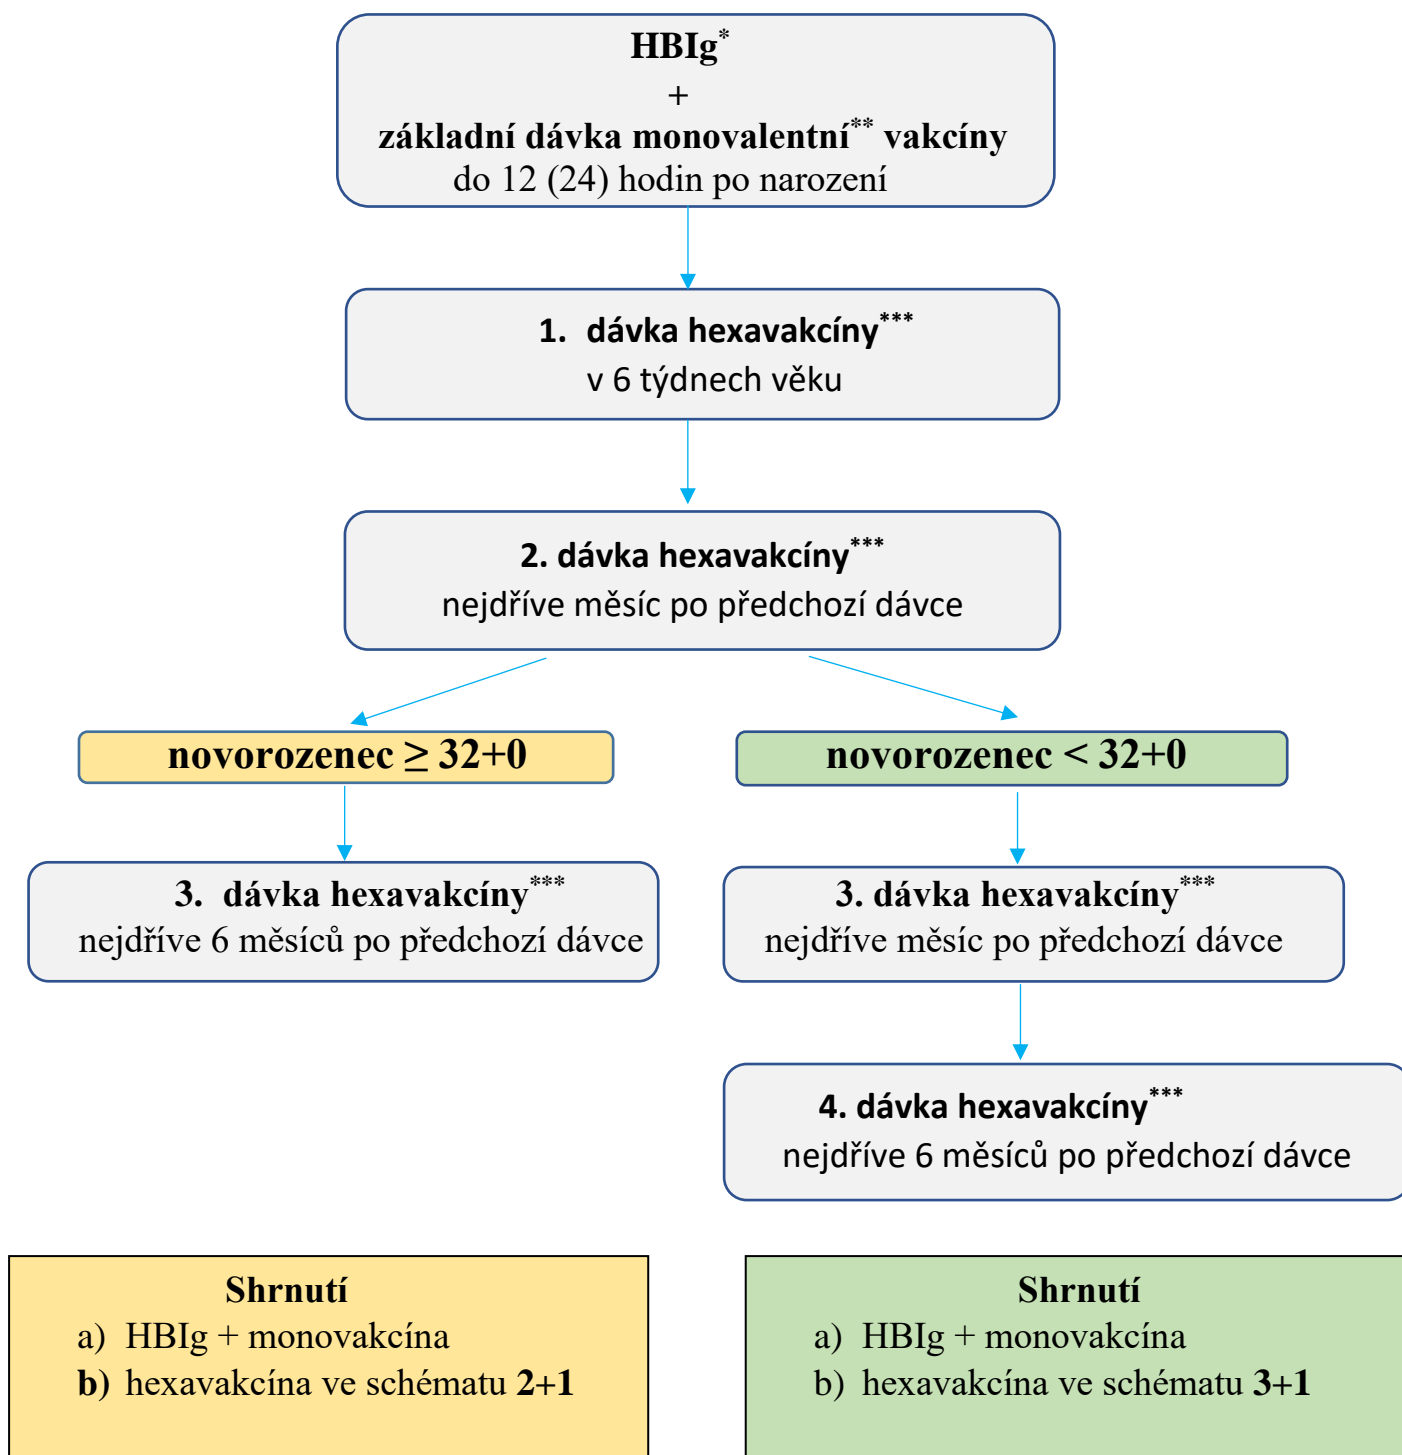 HBIg*
+
základní dávka monovalentní** vakcíny
do 12 (24) hodin po narození
1. dávka hexavakcíny***
v 6 týdnech věku
2. dávka hexavakcíny***
nejdříve měsíc po předchozí dávce
novorozenec ≥ 32+0
novorozenec < 32+0
3. dávka hexavakcíny***
nejdříve 6 měsíců po předchozí dávce
3. dávka hexavakcíny***
nejdříve měsíc po předchozí dávce
4. dávka hexavakcíny***
nejdříve 6 měsíců po předchozí dávce
Shrnutí
a) HBIg + monovakcína
b) hexavakcína ve schématu 2+1
Shrnutí
a) HBIg + monovakcína
b) hexavakcína ve schématu 3+1